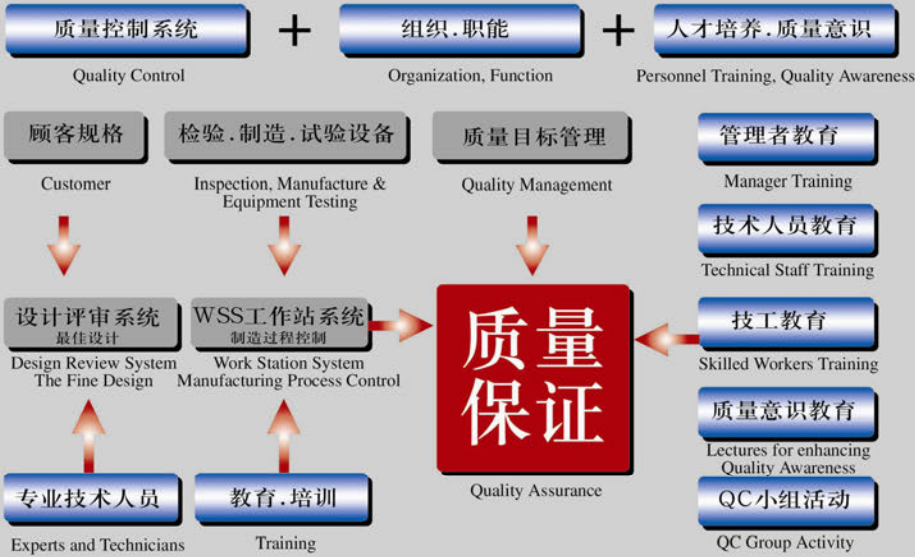 质量控制系统
+
组织.职能
+
人才培养.质量意识
Quality Control
Organization, Function
Personnel Training, Quality Awareness
顾客规格
检验.制造.试验设备
质量目标管理
管理者教育
Customer
Inspection, Manufacture &
Equipment Testing
Quality Management
Manager Training
技术人员教育
Technical Staff Training
设计评审系统
最佳设计
WSS工作站系统
制造过程控制
质量
保证
技工教育
Design Review System
The Fine Design
Work Station System
Manufacturing Process Control
Skilled Workers Training
质量意识教育
Lectures for enhancing
Quality Awareness
专业技术人员
教育.培训
Quality Assurance
QC小组活动
Experts and Technicians
Training
QC Group Activity